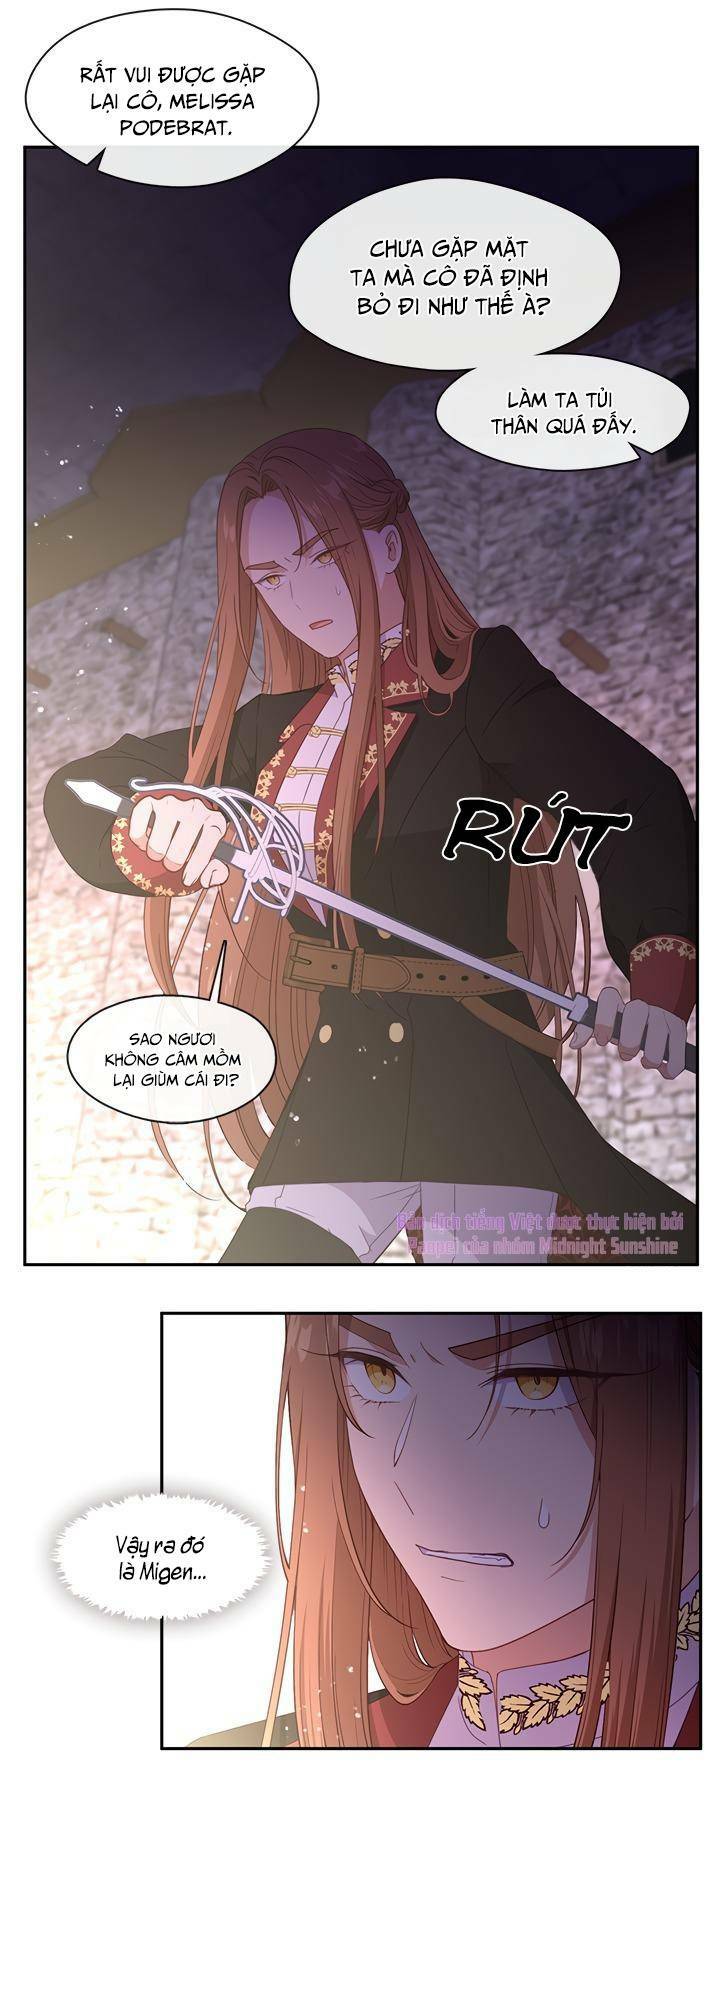 RẤT VUI ĐƯỢC GẶP
LẠI CÔ, MELISSA
PODEBRAT.
CHƯA GẶP MẶT
TA MÀ CÔ ĐÃ ĐỊNH
BỎ ĐI NHƯ THẾ À?
LÀM TA TỦI
THÂN QUÁ ĐẤY.
RÚT
SAO NGƯƠI
KHÔNG CÂM MỒM
LẠI GIÙM CÁI ĐI?
Bản dịch tiếng Việt được thực hiện bởi
Paopei của nhóm Midnight Sunshine
Vậy ra đó
là Migen...